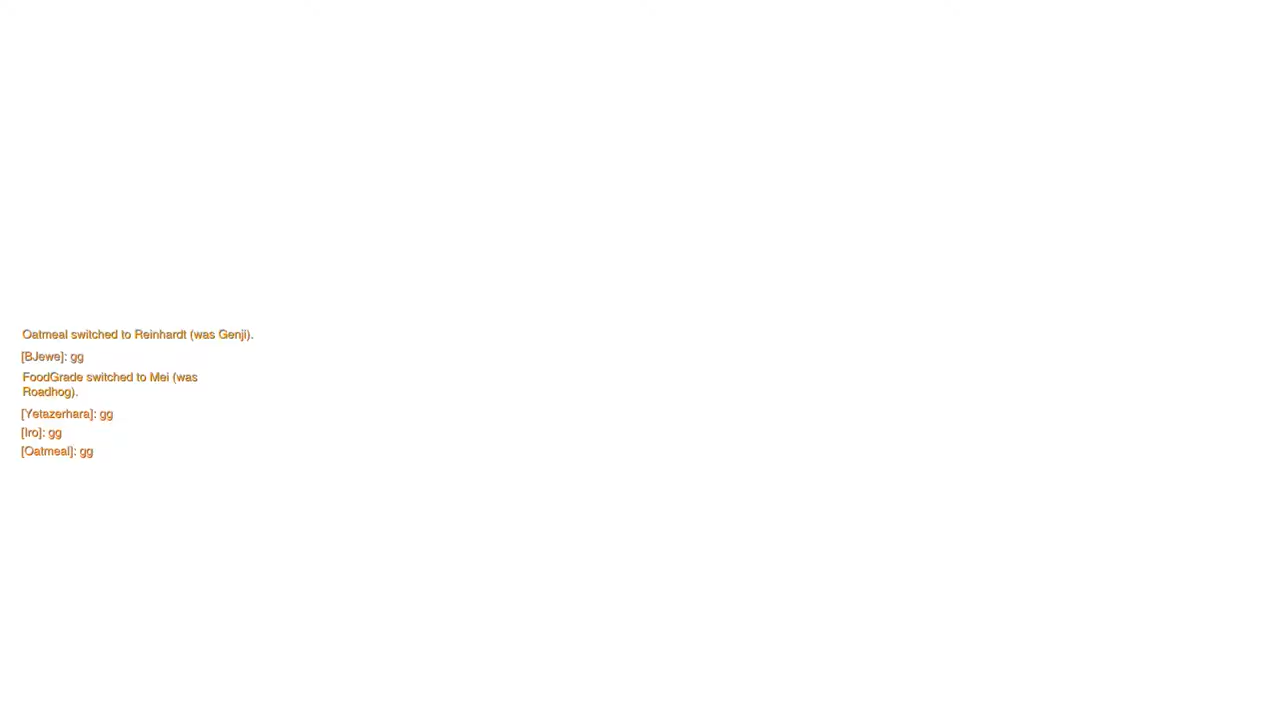 Oatmeal switched to Reinhardt (was Genji).
[BJewe]: gg
FoodGrade switched to Mei (was
Roadhog).
[Yetazerhara]: gg
[Iro]: gg
[Oatmeal]: gg